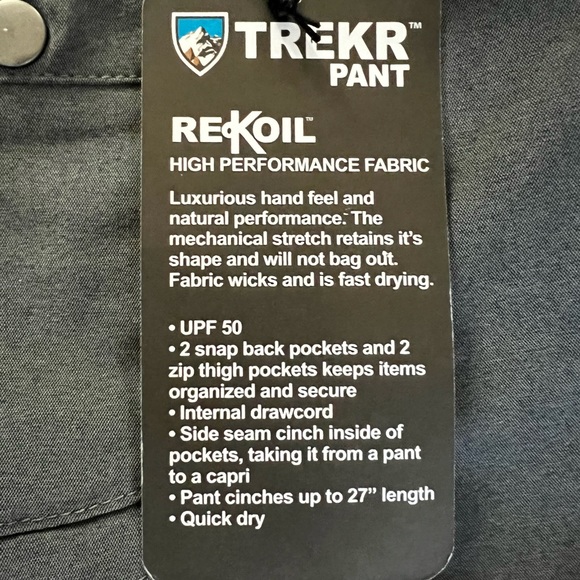 TREKR™
PANT
REKOIL™
HIGH PERFORMANCE FABRIC
Luxurious hand feel and
natural performance. The
mechanical stretch retains it's
shape and will not bag out.
Fabric wicks and is fast drying.
• UPF 50
• 2 snap back pockets and 2
zip thigh pockets keeps items
organized and secure
• Internal drawcord
• Side seam cinch inside of
pockets, taking it from a pant
to a capri
• Pant cinches up to 27” length
• Quick dry